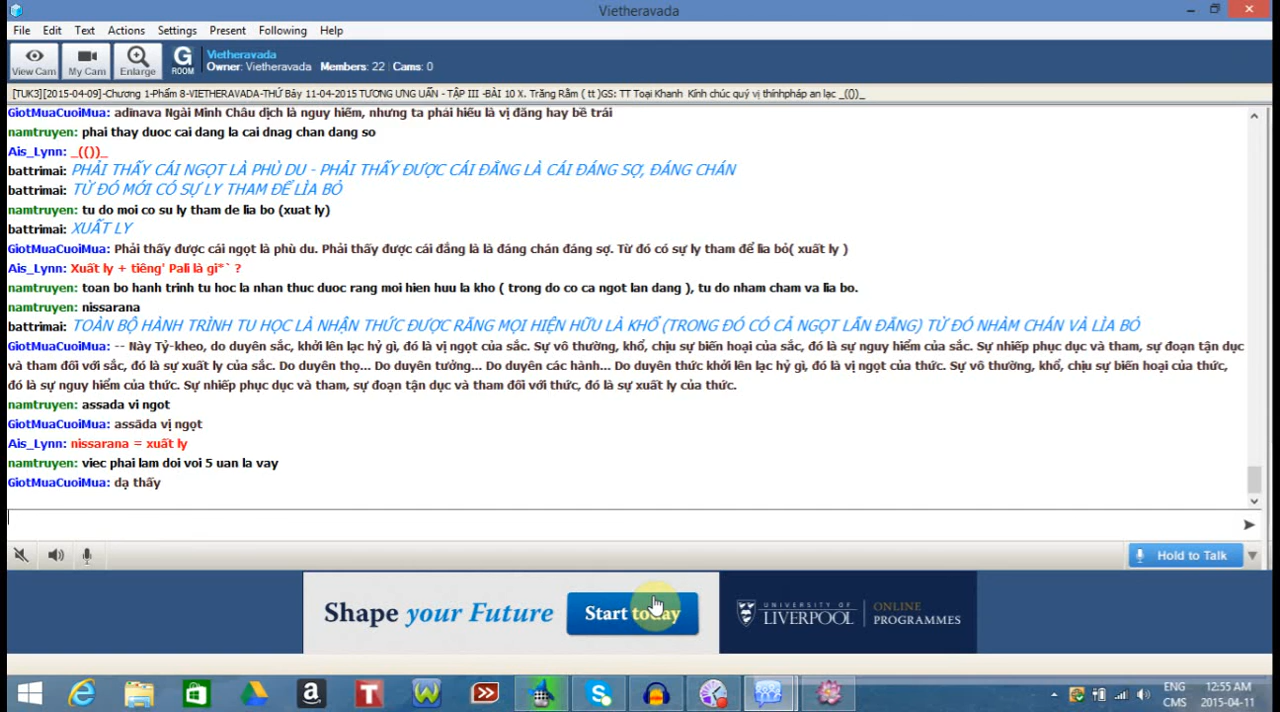 Vietheravada
File Edit Text Actions Settings Present Following Help
View Cam My Cam Enlarge G ROOM
Vietheravada
Owner: Vietheravada Members: 22 Cams: 0
[TUK3][2015-04-09]-Chương 1-Phẩm 8-VIETHERAVADA-THỨ Bảy 11-04-2015 TƯƠNG ƯNG UẨN - TẬP III -BÀI 10 X. Trăng Rằm ( tt )GS: TT Toại Khanh Kính chúc quý vị thínhpháp an lạc _(())_
GiotMuaCuoiMua: adinava Ngài Minh Châu dịch là nguy hiểm, nhưng ta phải hiểu là vị đăng hay bề trái
namtruyen: phai thay duoc cai dang la cai dnag chan dang so
Ais_Lynn: _(())_
battrimai: PHẢI THẤY CÁI NGỌT LÀ PHÙ DU - PHẢI THẤY ĐƯỢC CÁI ĐẮNG LÀ CÁI ĐÁNG SỢ, ĐÁNG CHÁN
battrimai: TỪ ĐÓ MỚI CÓ SỰ LY THAM ĐỂ LÌA BỎ
namtruyen: tu do moi co su ly tham de lia bo (xuat ly)
battrimai: XUẤT LY
GiotMuaCuoiMua: Phải thấy được cái ngọt là phù du. Phải thấy được cái đắng là là đáng chán đáng sợ. Từ đó có sự ly tham để lìa bỏ( xuất ly )
Ais_Lynn: Xuất ly + tiêng' Pali là gi*` ?
namtruyen: toan bo hanh trinh tu hoc la nhan thuc duoc rang moi hien huu la kho ( trong do co ca ngot lan dang ), tu do nham cham va lia bo.
namtruyen: nissarana
battrimai: TOÀN BỘ HÀNH TRÌNH TU HỌC LÀ NHẬN THỨC ĐƯỢC RẰNG MỌI HIỆN HỮU LÀ KHỔ (TRONG ĐÓ CÓ CẢ NGỌT LẪN ĐĂNG) TỪ ĐÓ NHÀM CHÁN VÀ LÌA BỎ
GiotMuaCuoiMua: -- Này Tỷ-kheo, do duyên sắc, khởi lên lạc hỷ gì, đó là vị ngọt của sắc. Sự vô thường, khổ, chịu sự biến hoại của sắc, đó là sự nguy hiểm của sắc. Sự nhiếp phục dục và tham, sự đoạn tận dục
và tham đối với sắc, đó là sự xuất ly của sắc. Do duyên thọ... Do duyên tưởng... Do duyên các hành... Do duyên thức khởi lên lạc hỷ gì, đó là vị ngọt của thức. Sự vô thường, khổ, chịu sự biến hoại của thức,
đó là sự nguy hiểm của thức. Sự nhiếp phục dục và tham, sự đoạn tận dục và tham đối với thức, đó là sự xuất ly của thức.
namtruyen: assada vi ngot
GiotMuaCuoiMua: assāda vị ngọt
Ais_Lynn: nissarana = xuất ly
namtruyen: viec phai lam doi voi 5 uan la vay
GiotMuaCuoiMua: dạ thấy
Hold to Talk
Shape your Future Start today
UNIVERSITY OF LIVERPOOL
ONLINE PROGRAMMES
ENG 12:55 AM
CMS 2015-04-11